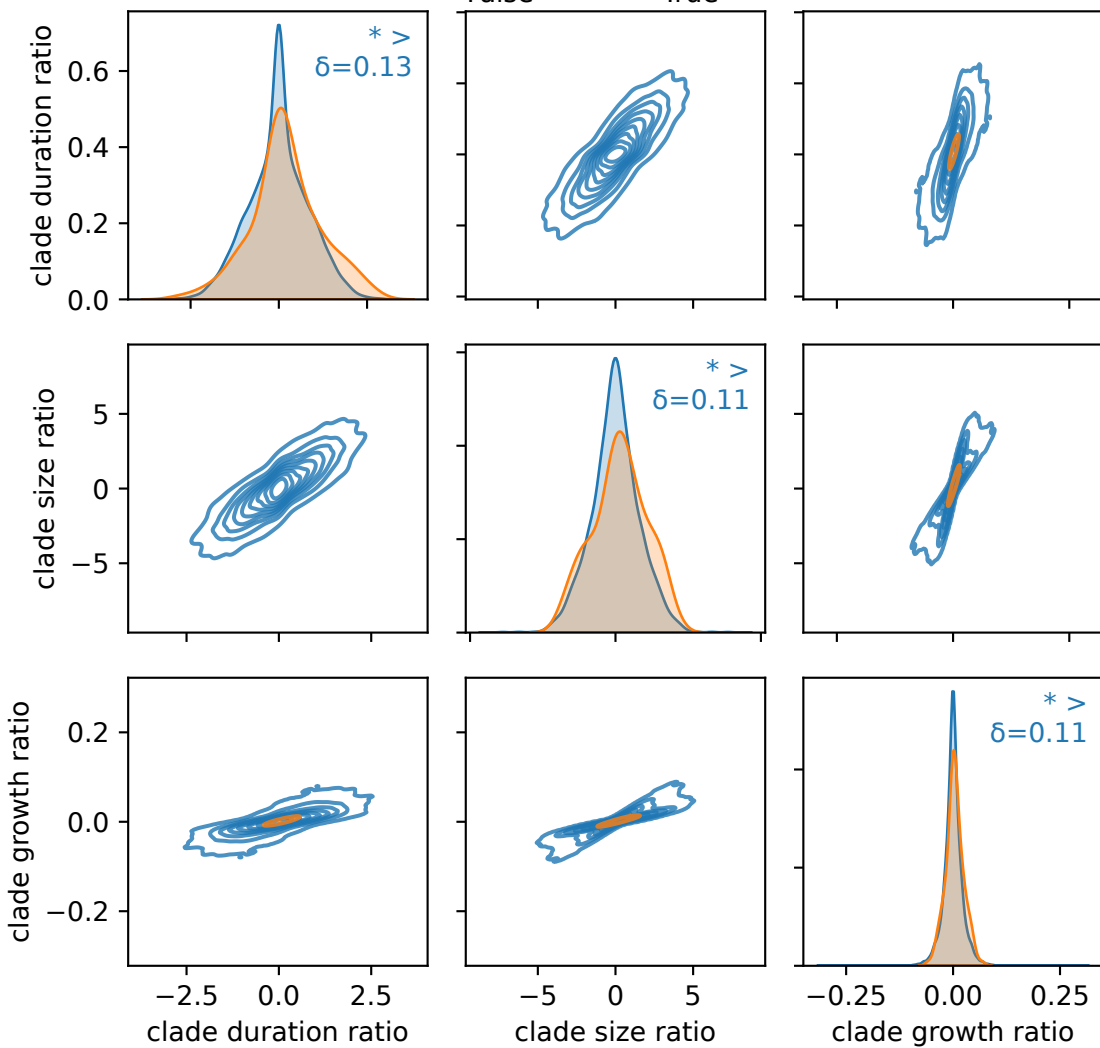 True
clade duration ratio
0.6
0.4
0.2
0.0
* >
δ=0.13
clade size ratio
5
0
−5
* >
δ=0.11
clade growth ratio
0.2
0.0
−0.2
* >
δ=0.11
−2.5 0.0 2.5
−5 0 5
−0.25 0.00 0.25
clade duration ratio
clade size ratio
clade growth ratio